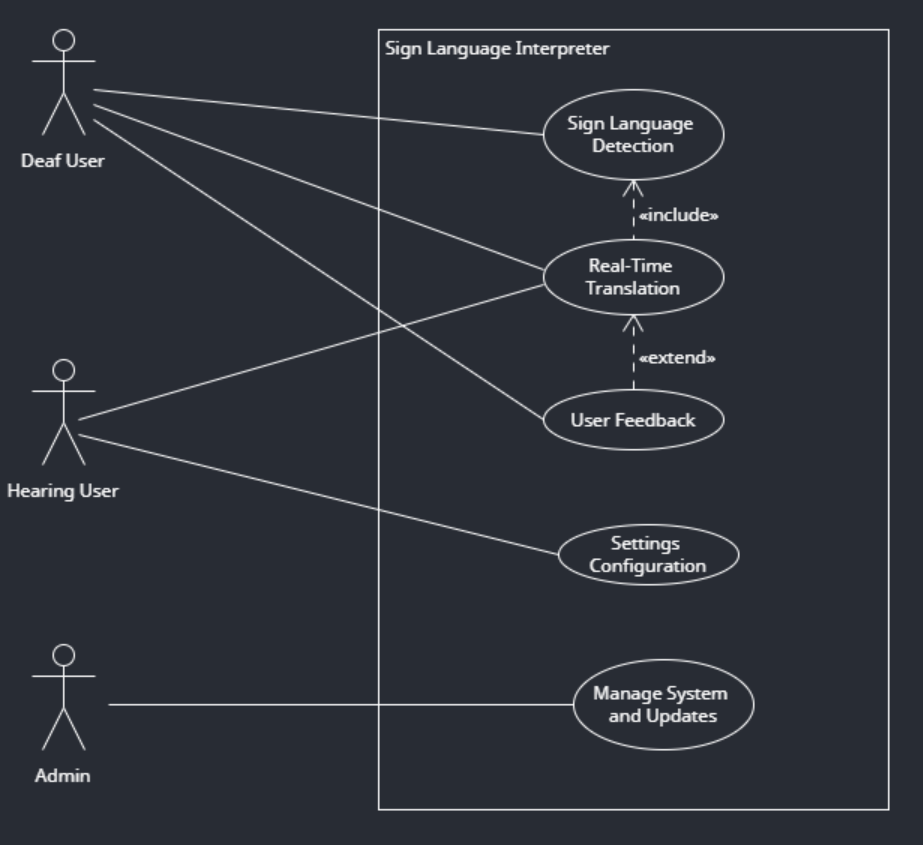 Sign Language Interpreter
Sign Language
Detection
Deaf User
«include»
Real-Time
Translation
«extend»
User Feedback
Hearing User
Settings
Configuration
Manage System
and Updates
Admin